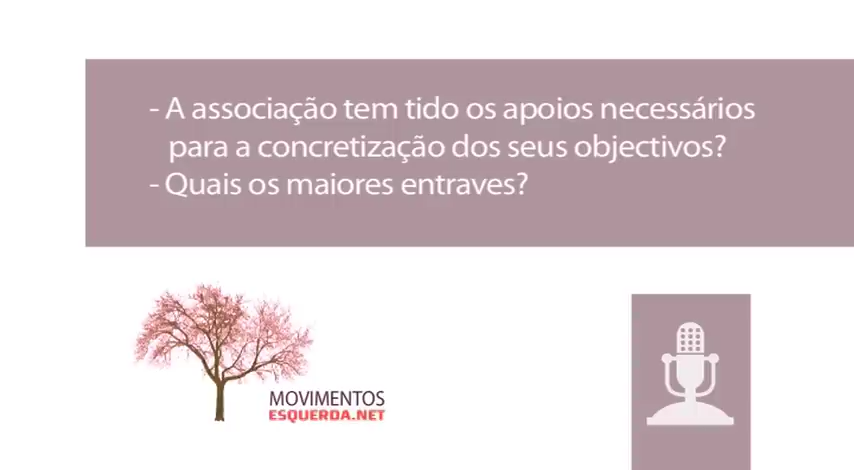 - A associação tem tido os apoios necessários
para a concretização dos seus objectivos?
- Quais os maiores entraves?
MOVIMENTOS
ESQUERDA.NET